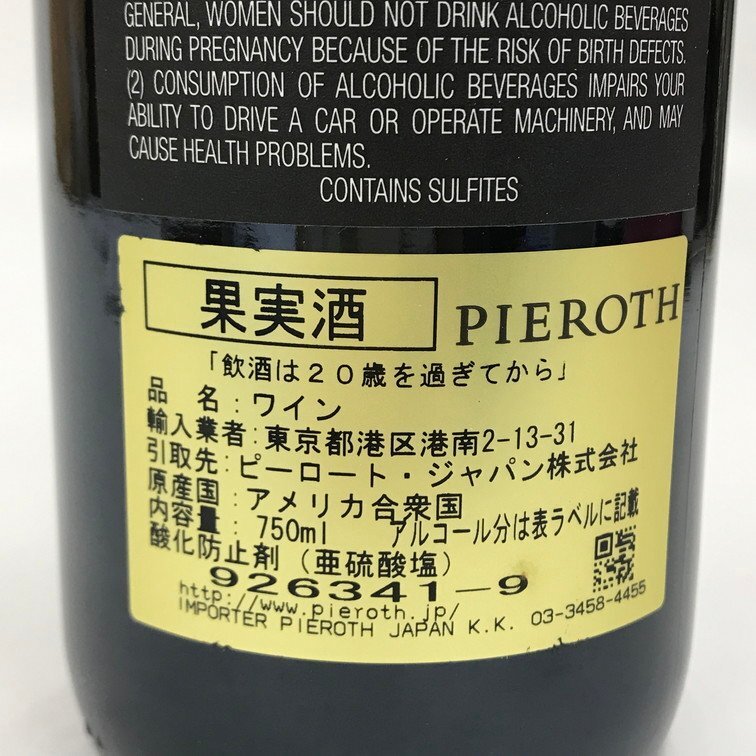 GENERAL, WOMEN SHOULD NOT DRINK ALCOHOLIC BEVERAGES
DURING PREGNANCY BECAUSE OF THE RISK OF BIRTH DEFECTS.
(2) CONSUMPTION OF ALCOHOLIC BEVERAGES IMPAIRS YOUR
ABILITY TO DRIVE A CAR OR OPERATE MACHINERY, AND MAY
CAUSE HEALTH PROBLEMS.
CONTAINS SULFITES
果実酒 PIEROTH
「飲酒は20歳を過ぎてから」
品 名：ワイン
輸入業者：東京都港区港南2-13-31
引取先：ピーロート・ジャパン株式会社
原産国：アメリカ合衆国
内容量：750ml アルコール分は表ラベルに記載
酸化防止剤（亜硫酸塩）
926341-9
http://www.pieroth.jp/
IMPORTER PIEROTH JAPAN K.K. 03-3458-4455